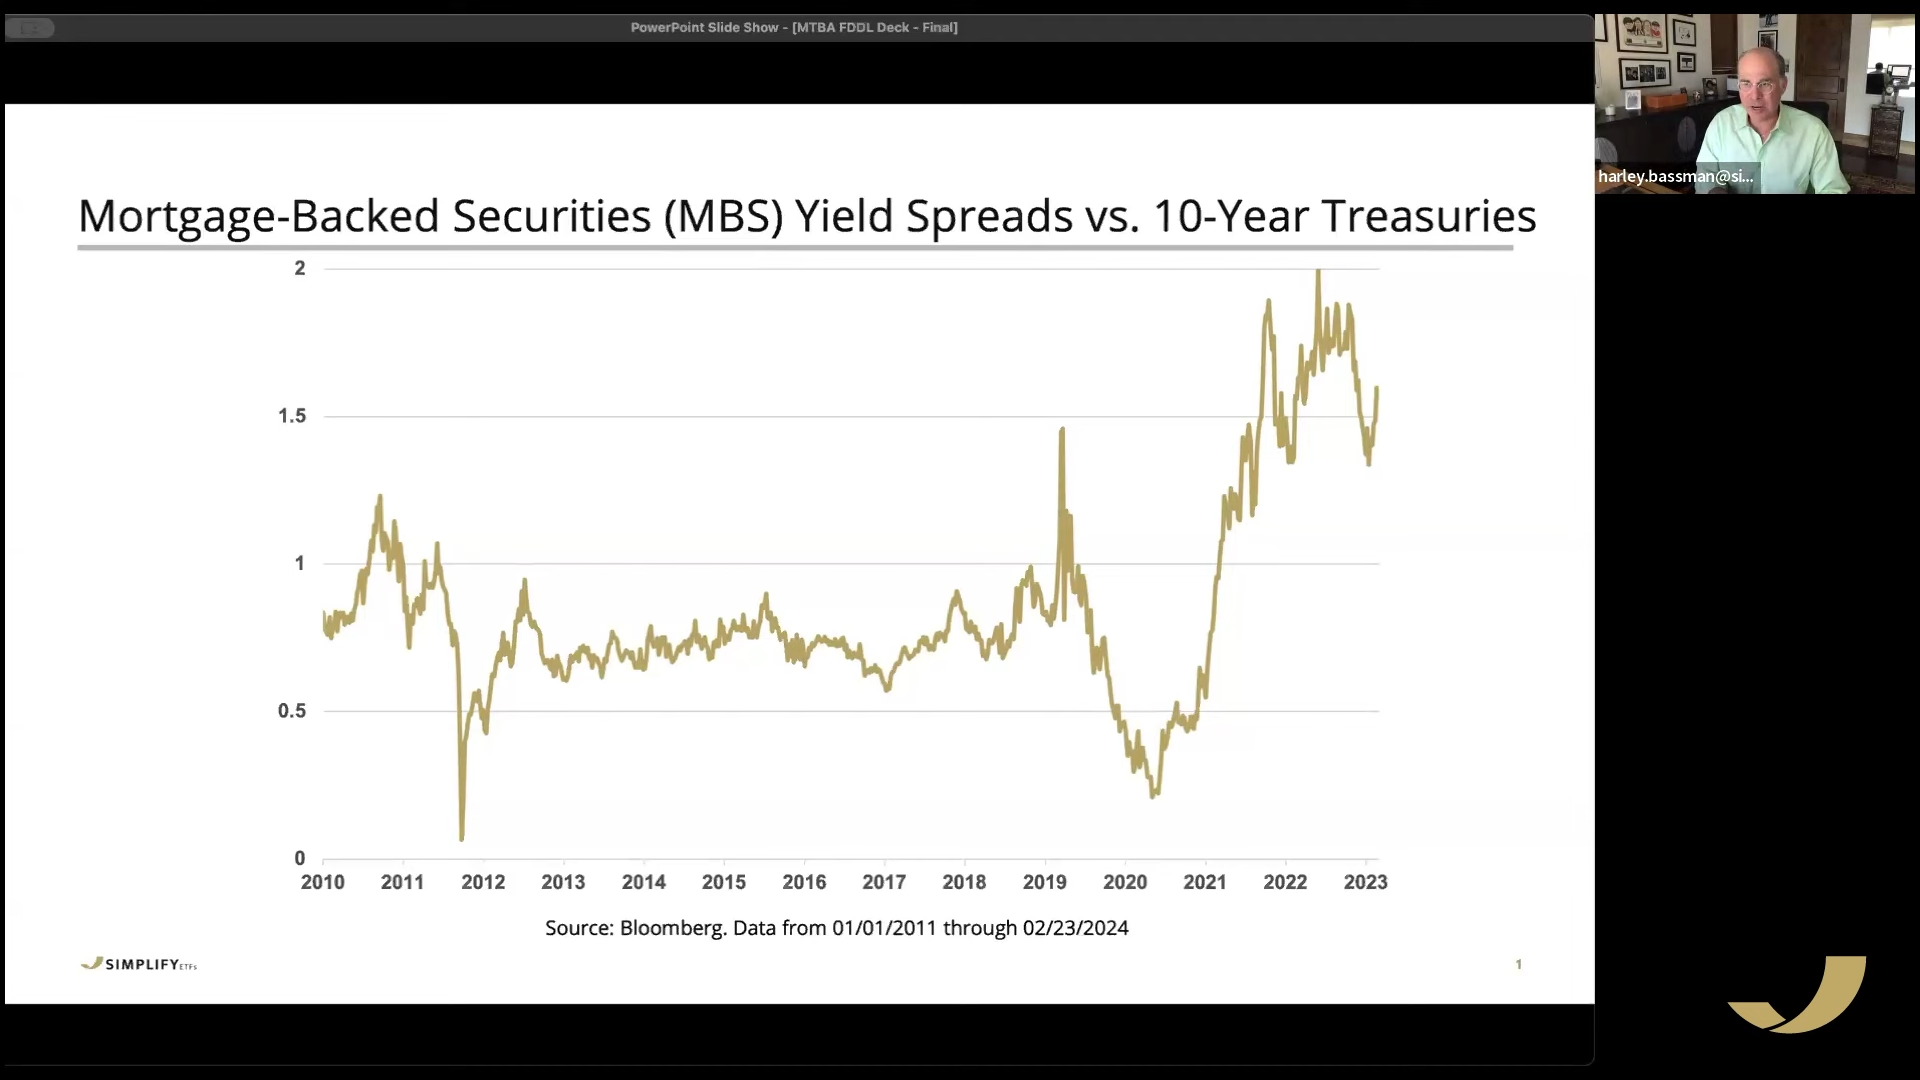 PowerPoint Slide Show - [MTBA FDDL Deck - Final]
harley.bassman@si...
Mortgage-Backed Securities (MBS) Yield Spreads vs. 10-Year Treasuries
2
1.5
1
0.5
0
2010 2011 2012 2013 2014 2015 2016 2017 2018 2019 2020 2021 2022 2023
Source: Bloomberg. Data from 01/01/2011 through 02/23/2024
SIMPLIFY ETFs
1